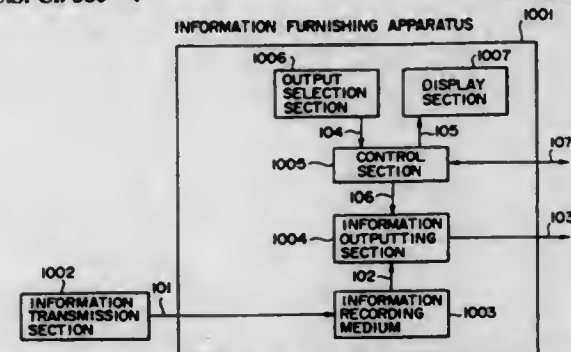 INFORMATION FURNISHING APPARATUS
1001
1006
1007
OUTPUT
SELECTION
SECTION
DISPLAY
SECTION
104
105
107
1005
CONTROL
SECTION
106
103
1004
INFORMATION
OUTPUTTING
SECTION
1002
102
INFORMATION
TRANSMISSION
SECTION
101
INFORMATION
RECORDING
MEDIUM
1003